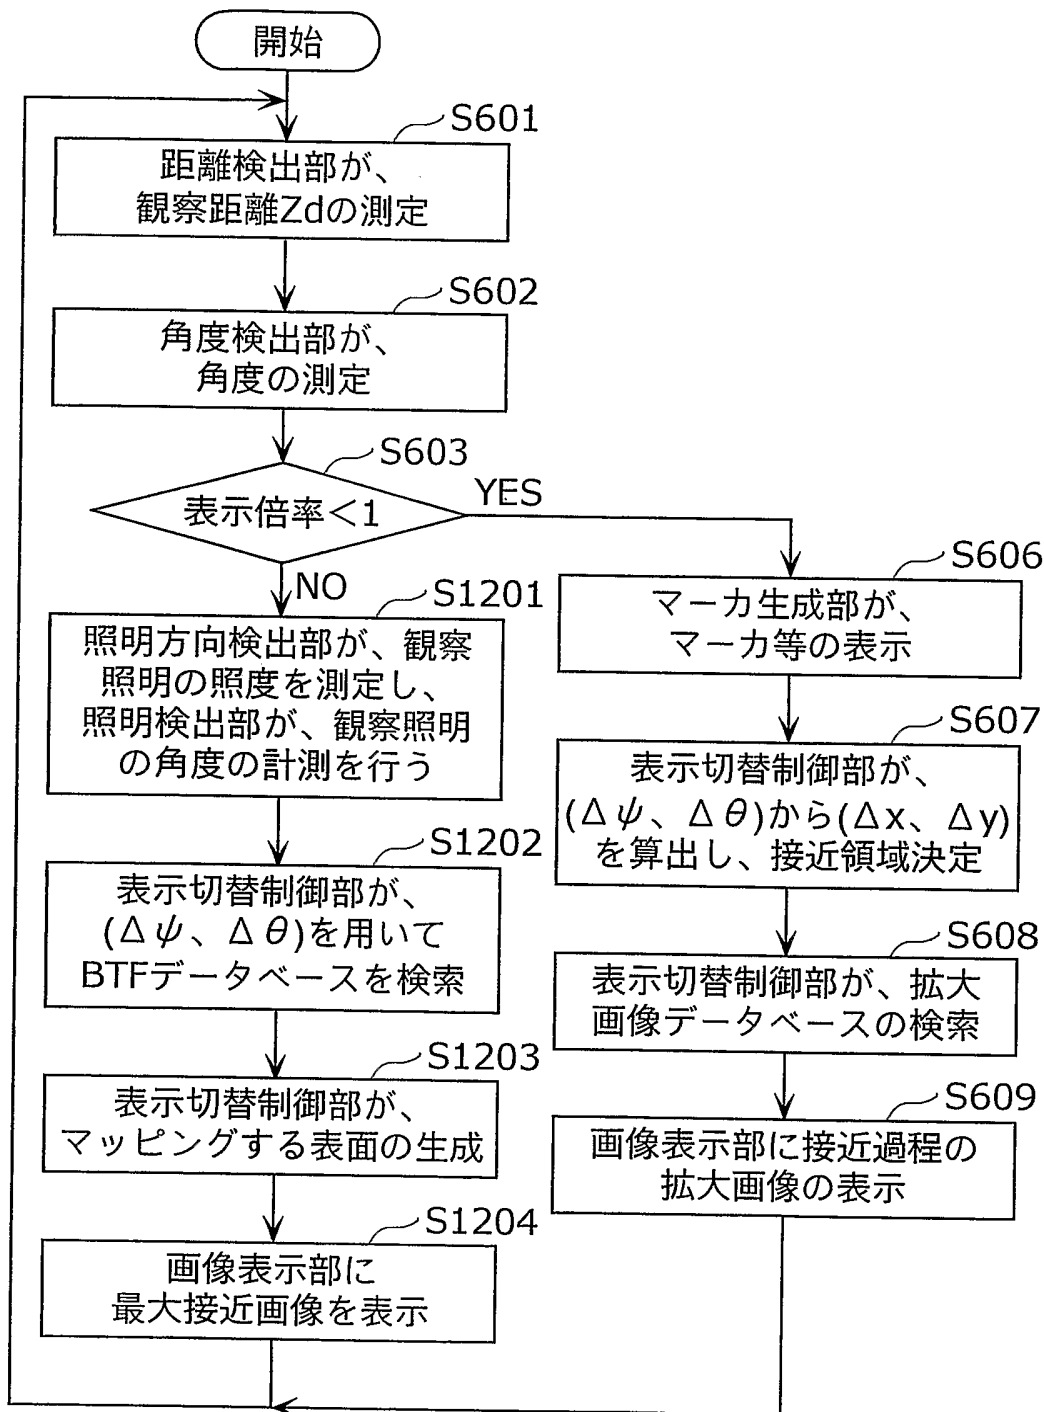 開始
S601
距離検出部が、
観察距離Zdの測定
S602
角度検出部が、
角度の測定
S603
表示倍率<1
YES
NO
S1201
照明方向検出部が、観察
照明の照度を測定し、
照明検出部が、観察照明
の角度の計測を行う
S1202
表示切替制御部が、
(Δψ、Δθ)を用いて
BTFデータベースを検索
S1203
表示切替制御部が、
マッピングする表面の生成
S1204
画像表示部に
最大接近画像を表示
S606
マーカ生成部が、
マーカ等の表示
S607
表示切替制御部が、
(Δψ、Δθ)から(Δx、Δy)
を算出し、接近領域決定
S608
表示切替制御部が、拡大
画像データベースの検索
S609
画像表示部に接近過程の
拡大画像の表示